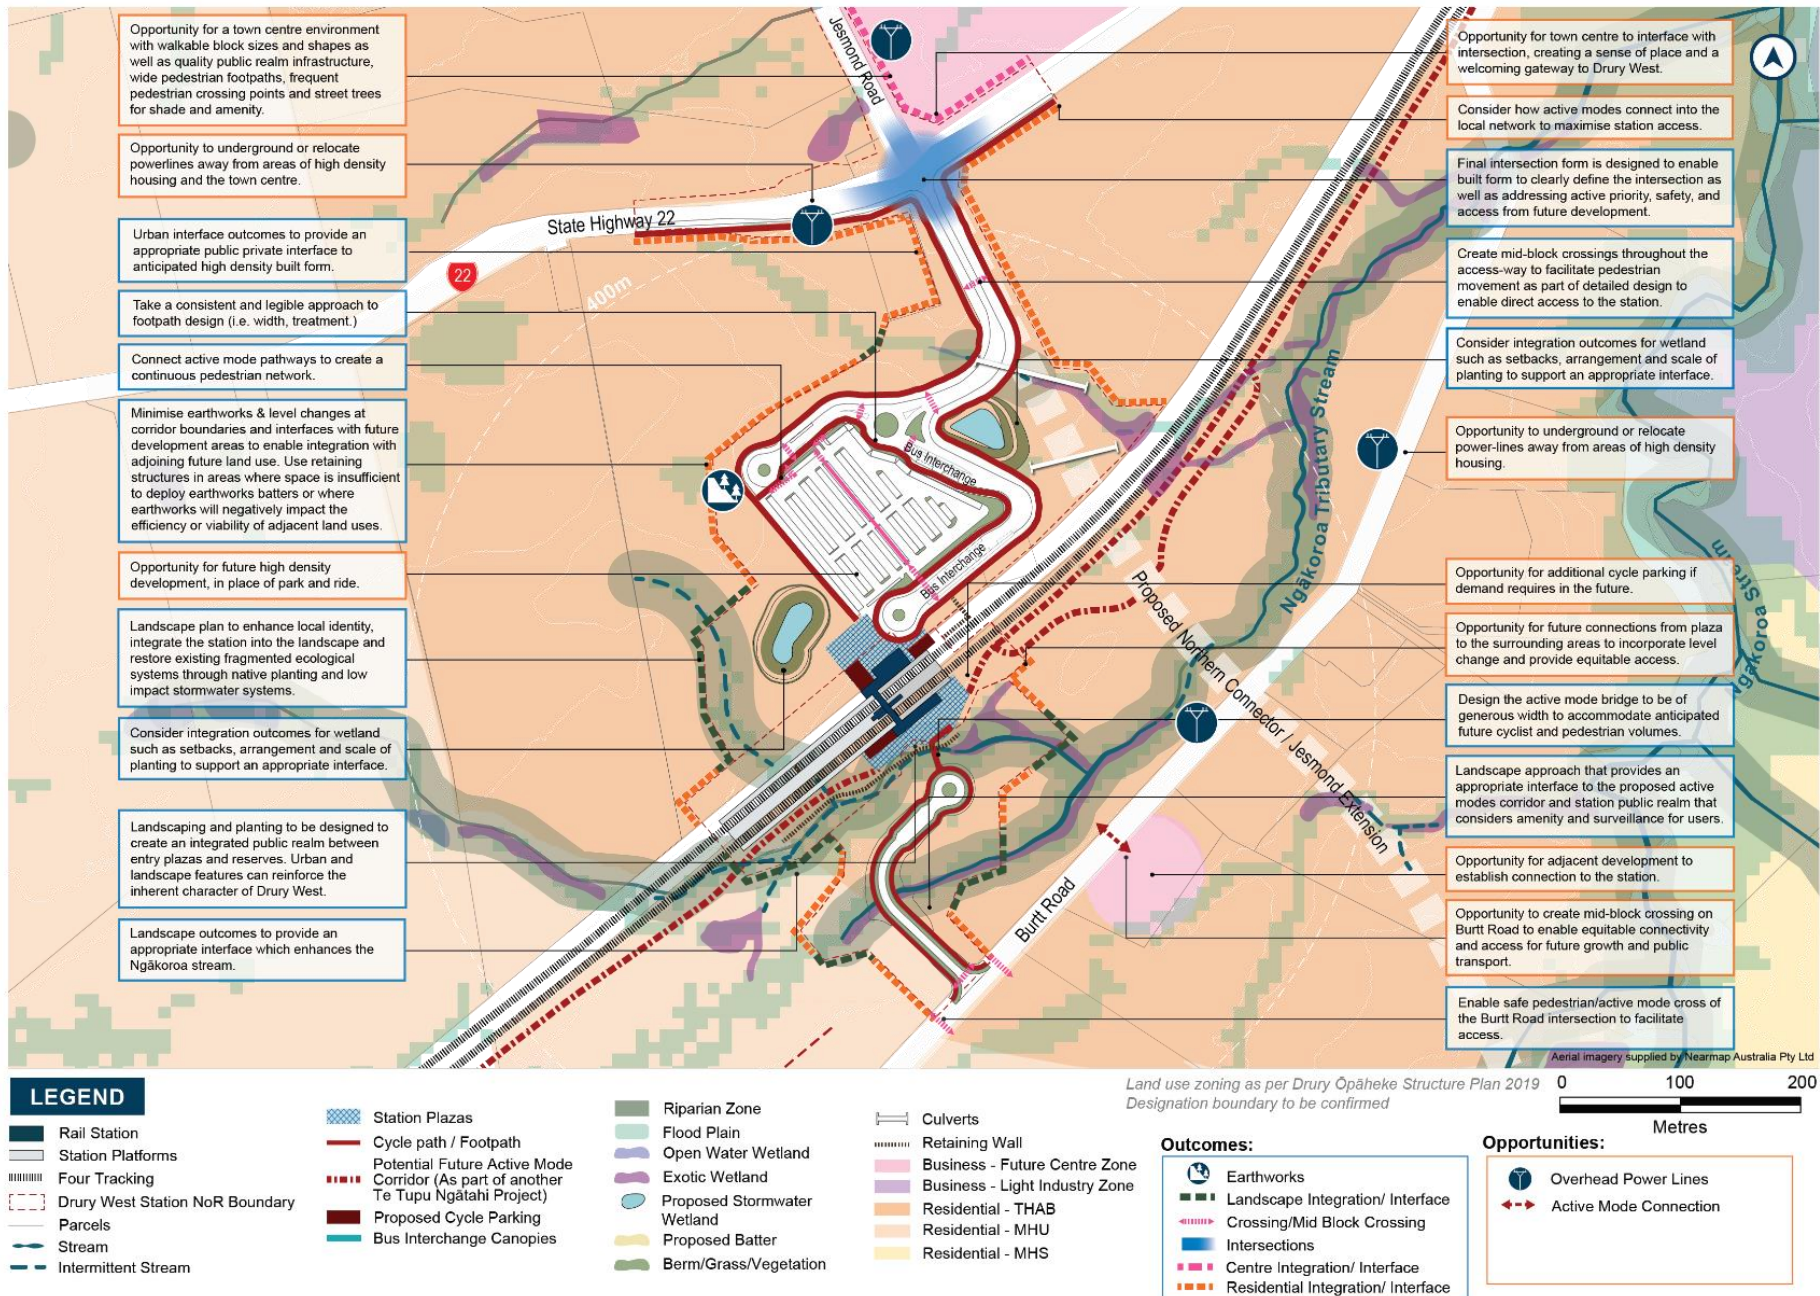 Opportunity for a town centre environment
with walkable block sizes and shapes as
well as quality public realm infrastructure,
wide pedestrian footpaths, frequent
pedestrian crossing points and street trees
for shade and amenity.
Opportunity to underground or relocate
powerlines away from areas of high density
housing and the town centre.
Urban interface outcomes to provide an
appropriate public private interface to
anticipated high density built form.
Take a consistent and legible approach to
footpath design (i.e. width, treatment.)
Connect active mode pathways to create a
continuous pedestrian network.
Minimise earthworks & level changes at
corridor boundaries and interfaces with future
development areas to enable integration with
adjoining future land use. Use retaining
structures in areas where space is insufficient
to deploy earthworks batters or where
earthworks will negatively impact the
efficiency or viability of adjacent land uses.
Opportunity for future high density
development, in place of park and ride.
Landscape plan to enhance local identity,
integrate the station into the landscape and
restore existing fragmented ecological
systems through native planting and low
impact stormwater systems.
Consider integration outcomes for wetland
such as setbacks, arrangement and scale of
planting to support an appropriate interface.
Landscaping and planting to be designed to
create an integrated public realm between
entry plazas and reserves. Urban and
landscape features can reinforce the
inherent character of Drury West.
Landscape outcomes to provide an
appropriate interface which enhances the
Ngākoroa stream.
Jesmond Road
State Highway 22
22
400m
Bus Interchange
Bus Interchange
Ngākoroa Tributary Stream
Proposed Northern Connector / Jesmond Extension
Burtt Road
Ngākoroa Stream
Opportunity for town centre to interface with
intersection, creating a sense of place and a
welcoming gateway to Drury West.
Consider how active modes connect into the
local network to maximise station access.
Final intersection form is designed to enable
built form to clearly define the intersection as
well as addressing active priority, safety, and
access from future development.
Create mid-block crossings throughout the
access-way to facilitate pedestrian
movement as part of detailed design to
enable direct access to the station.
Consider integration outcomes for wetland
such as setbacks, arrangement and scale of
planting to support an appropriate interface.
Opportunity to underground or relocate
power-lines away from areas of high density
housing.
Opportunity for additional cycle parking if
demand requires in the future.
Opportunity for future connections from plaza
to the surrounding areas to incorporate level
change and provide equitable access.
Design the active mode bridge to be of
generous width to accommodate anticipated
future cyclist and pedestrian volumes.
Landscape approach that provides an
appropriate interface to the proposed active
modes corridor and station public realm that
considers amenity and surveillance for users.
Opportunity for adjacent development to
establish connection to the station.
Opportunity to create mid-block crossing on
Burtt Road to enable equitable connectivity
and access for future growth and public
transport.
Enable safe pedestrian/active mode cross of
the Burtt Road intersection to facilitate
access.
Aerial imagery supplied by Nearmap Australia Pty Ltd
LEGEND
Rail Station
Station Platforms
Four Tracking
Drury West Station NoR Boundary
Parcels
Stream
Intermittent Stream
Station Plazas
Cycle path / Footpath
Potential Future Active Mode
Corridor (As part of another
Te Tupu Ngātahi Project)
Proposed Cycle Parking
Bus Interchange Canopies
Riparian Zone
Flood Plain
Open Water Wetland
Exotic Wetland
Proposed Stormwater
Wetland
Proposed Batter
Berm/Grass/Vegetation
Culverts
Retaining Wall
Business - Future Centre Zone
Business - Light Industry Zone
Residential - THAB
Residential - MHU
Residential - MHS
Land use zoning as per Drury Ōpāheke Structure Plan 2019
Designation boundary to be confirmed
0 100 200
Metres
Outcomes:
Earthworks
Landscape Integration/ Interface
Crossing/Mid Block Crossing
Intersections
Centre Integration/ Interface
Residential Integration/ Interface
Opportunities:
Overhead Power Lines
Active Mode Connection